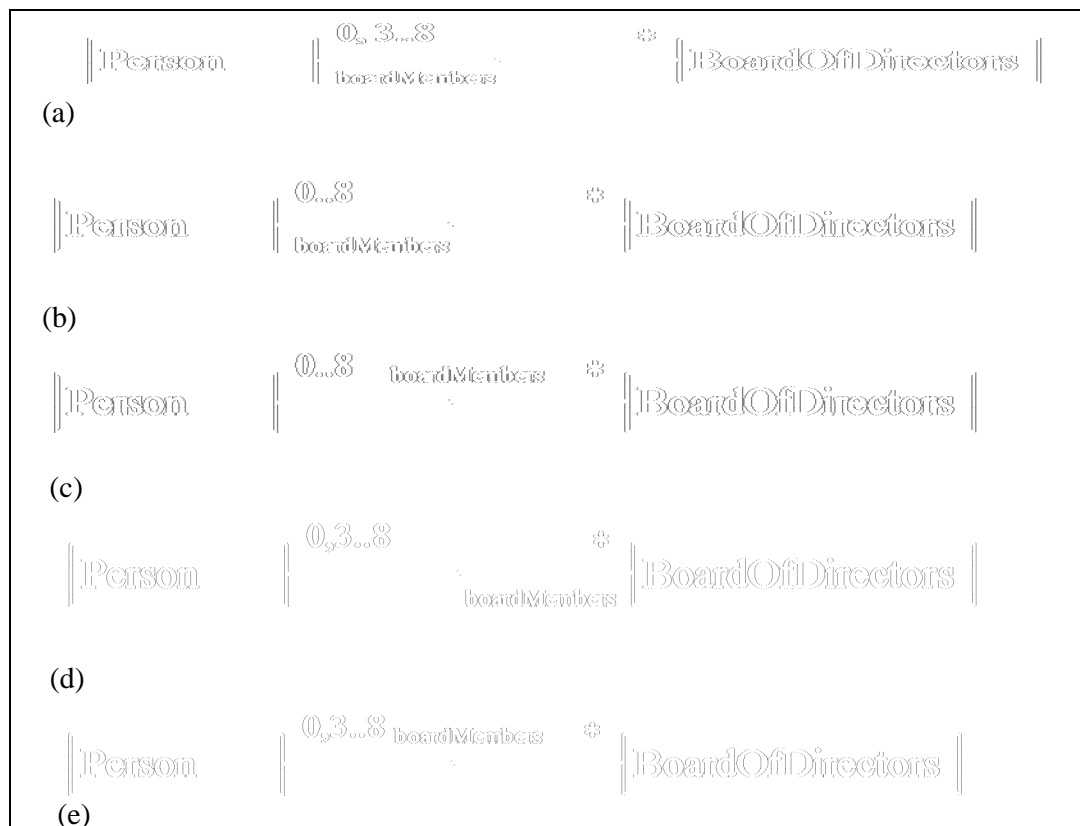 0, 3...8 *
Person BoardOfDirectors
boardMembers
(a)
0...8 *
Person BoardOfDirectors
boardMembers
(b)
0...8 boardMembers *
Person BoardOfDirectors
(c)
0,3..8 *
Person BoardOfDirectors
boardMembers
(d)
0,3..8 boardMembers *
Person BoardOfDirectors
(e)